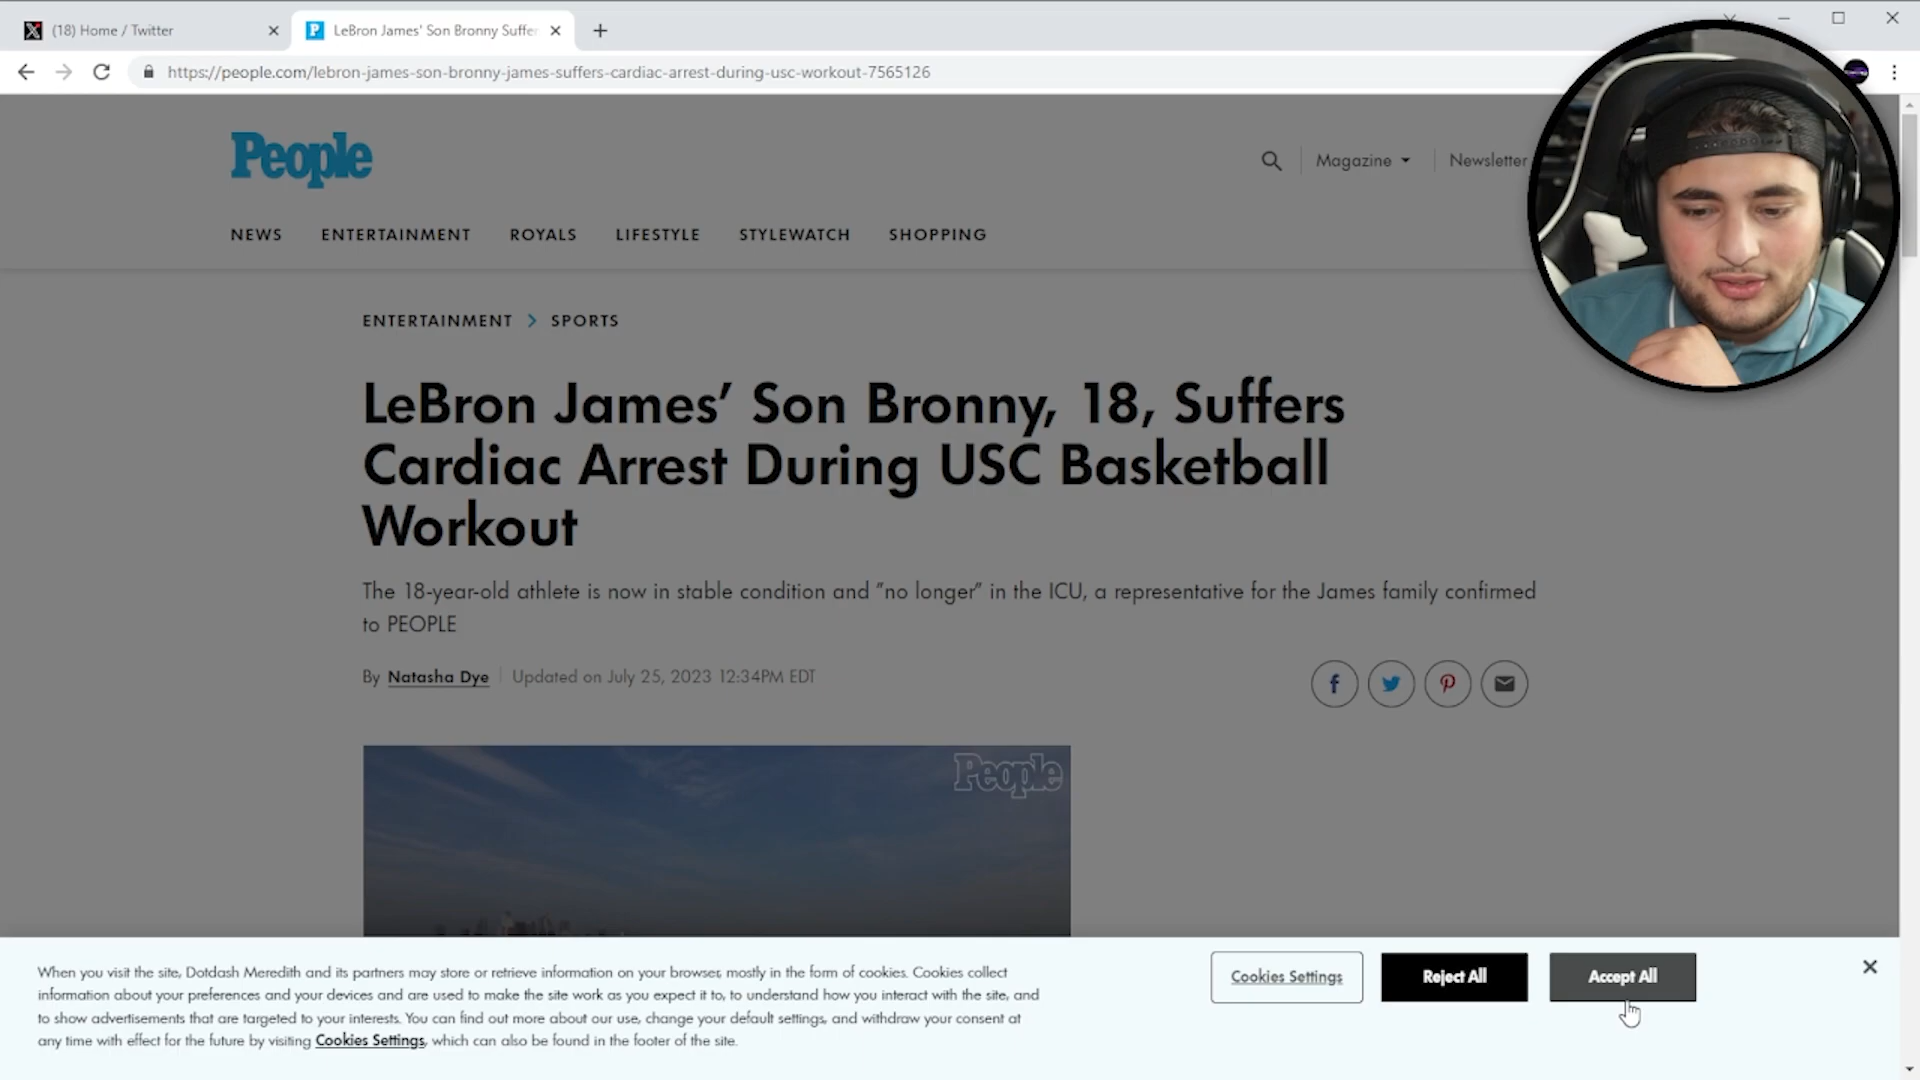 (18) Home / Twitter
LeBron James' Son Bronny Suffer
https://people.com/lebron-james-son-bronny-james-suffers-cardiac-arrest-during-usc-workout-7565126
People
Magazine
Newsletter
NEWS
ENTERTAINMENT
ROYALS
LIFESTYLE
STYLEWATCH
SHOPPING
ENTERTAINMENT > SPORTS
LeBron James' Son Bronny, 18, Suffers
Cardiac Arrest During USC Basketball
Workout
The 18-year-old athlete is now in stable condition and "no longer" in the ICU, a representative for the James family confirmed
to PEOPLE
By Natasha Dye
Updated on July 25, 2023 12:34PM EDT
People
When you visit the site, Dotdash Meredith and its partners may store or retrieve information on your browser, mostly in the form of cookies. Cookies collect
information about your preferences and your devices and are used to make the site work as you expect it to, to understand how you interact with the site, and
to show advertisements that are targeted to your interests. You can find out more about our use, change your default settings, and withdraw your consent at
any time with effect for the future by visiting Cookies Settings, which can also be found in the footer of the site.
Cookies Settings
Reject All
Accept All